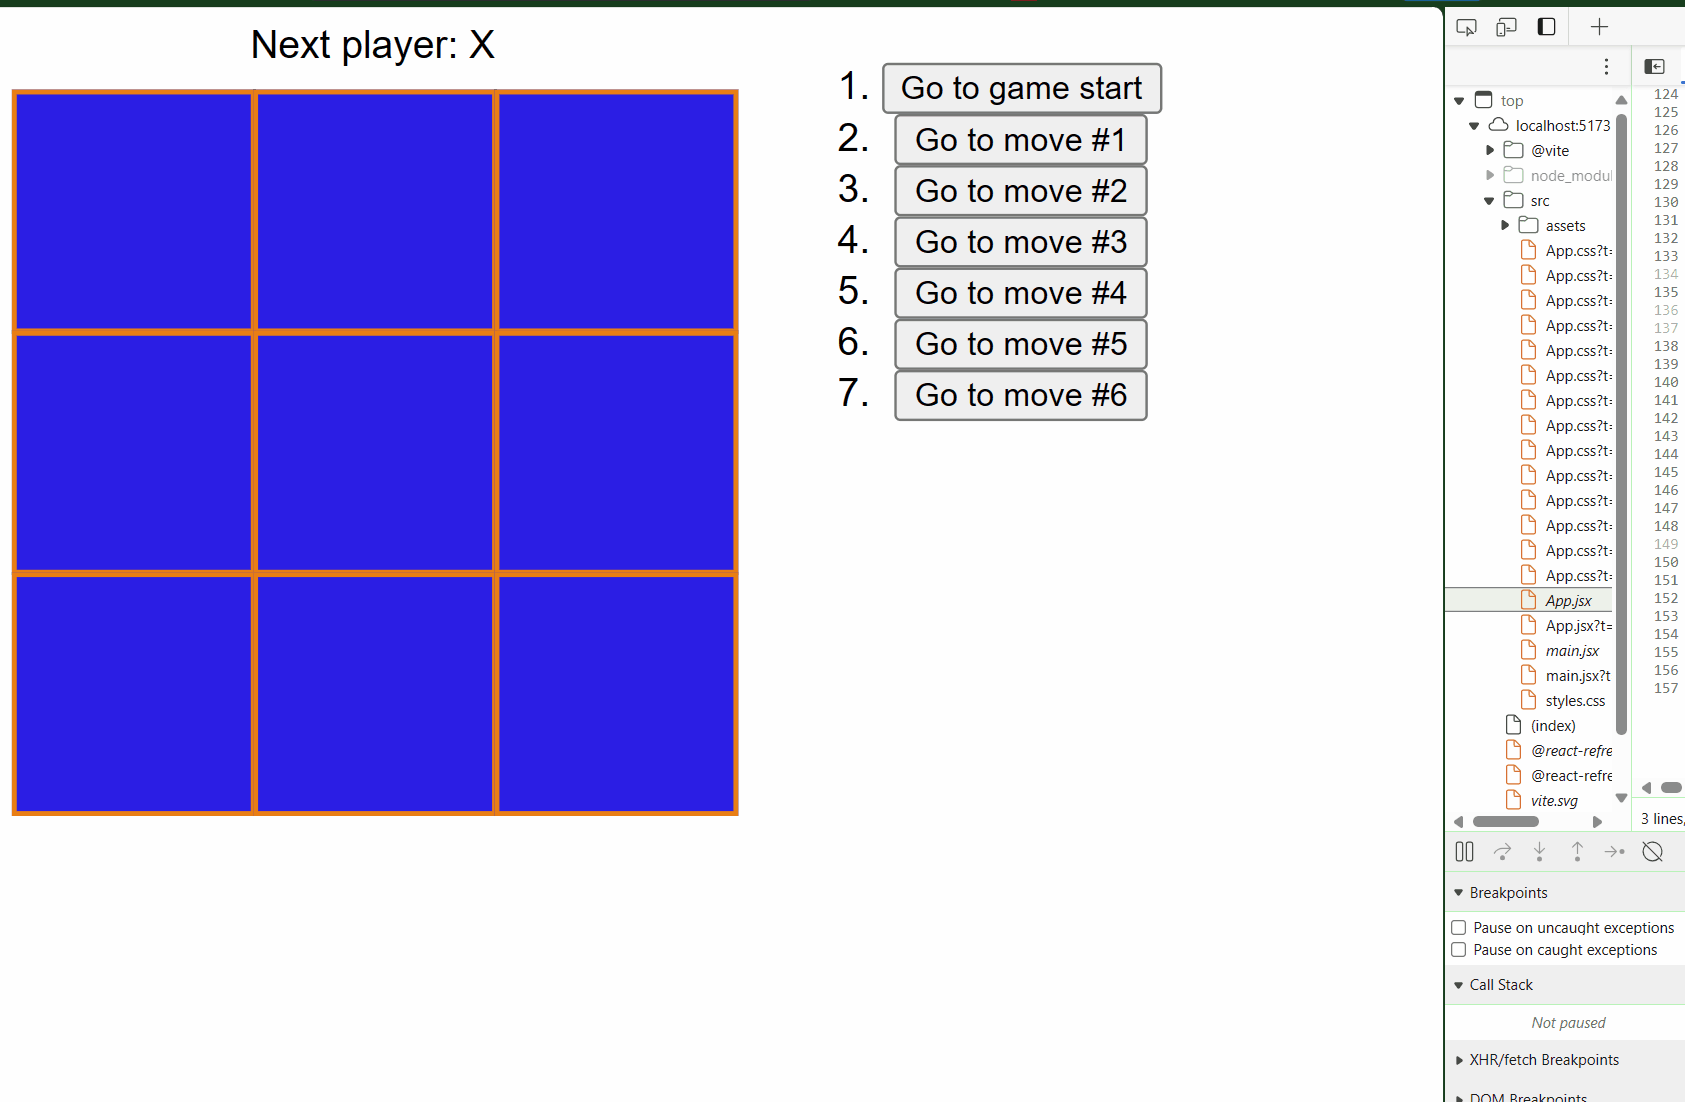 Next player: X
1. Go to game start
2. Go to move #1
3. Go to move #2
4. Go to move #3
5. Go to move #4
6. Go to move #5
7. Go to move #6
top
localhost:5173
@vite
node_modul
src
assets
App.css?t=
App.css?t=
App.css?t=
App.css?t=
App.css?t=
App.css?t=
App.css?t=
App.css?t=
App.css?t=
App.css?t=
App.css?t=
App.css?t=
App.css?t=
App.css?t=
App.jsx
App.jsx?t=
main.jsx
main.jsx?t
styles.css
(index)
@react-refre
@react-refre
vite.svg
124
125
126
127
128
129
130
131
132
133
134
135
136
137
138
139
140
141
142
143
144
145
146
147
148
149
150
151
152
153
154
155
156
157
3 lines,
Breakpoints
Pause on uncaught exceptions
Pause on caught exceptions
Call Stack
Not paused
XHR/fetch Breakpoints
DOM Breakpoints